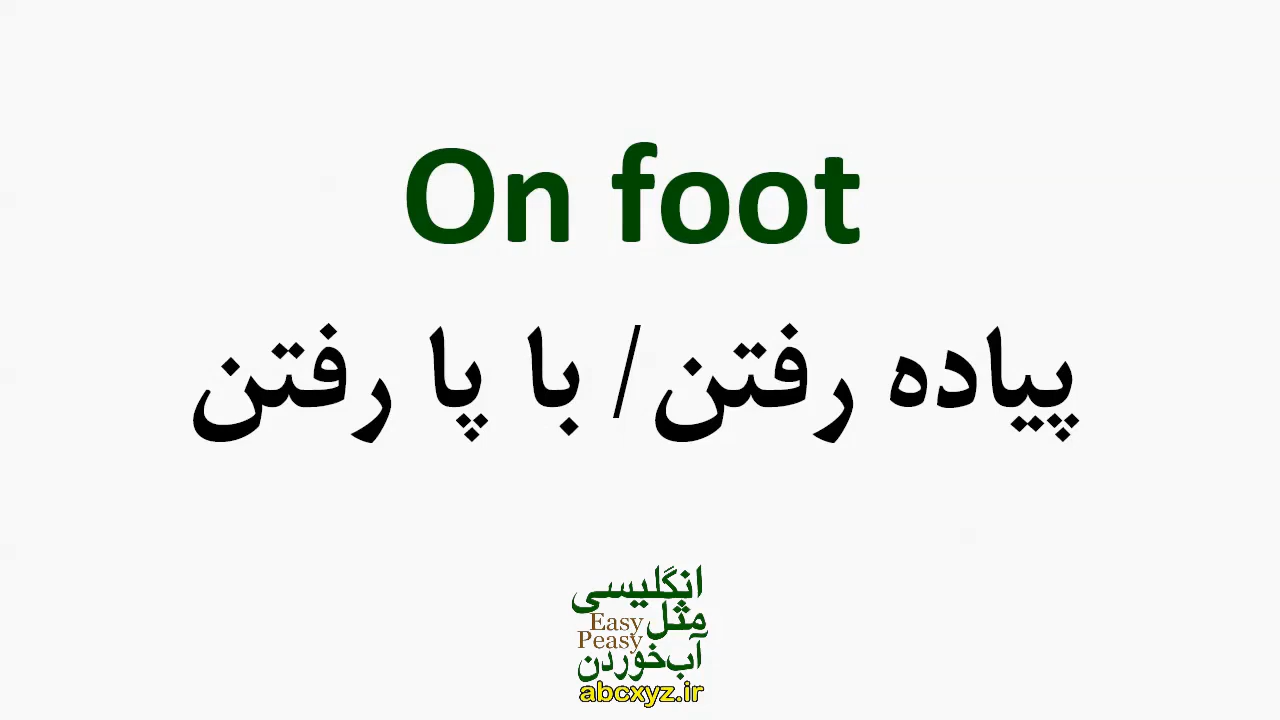 On foot
پیاده رفتن/ با پا رفتن
انگلیسی
مثل Easy
Peasy
آب‌خوردن
abcxyz.ir